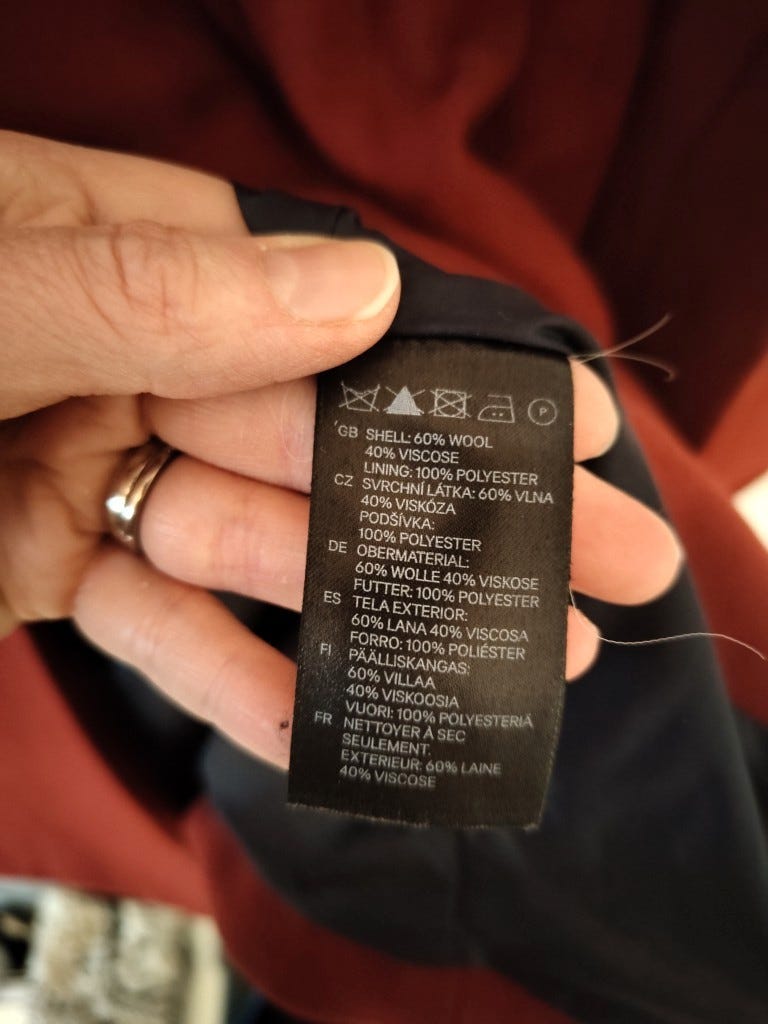 P
GB SHELL: 60% WOOL
40% VISCOSE
LINING: 100% POLYESTER
CZ SVRCHNÍ LÁTKA: 60% VLNA
40% VISKÓZA
PODŠÍVKA:
100% POLYESTER
DE OBERMATERIAL:
60% WOLLE 40% VISKOSE
FUTTER: 100% POLYESTER
ES TELA EXTERIOR:
60% LANA 40% VISCOSA
FORRO: 100% POLIÉSTER
FI PÄÄLLISKANGAS:
60% VILLAA
40% VISKOOSIA
VUORI: 100% POLYESTERIÄ
FR NETTOYER À SEC
SEULEMENT.
EXTERIEUR: 60% LAINE
40% VISCOSE